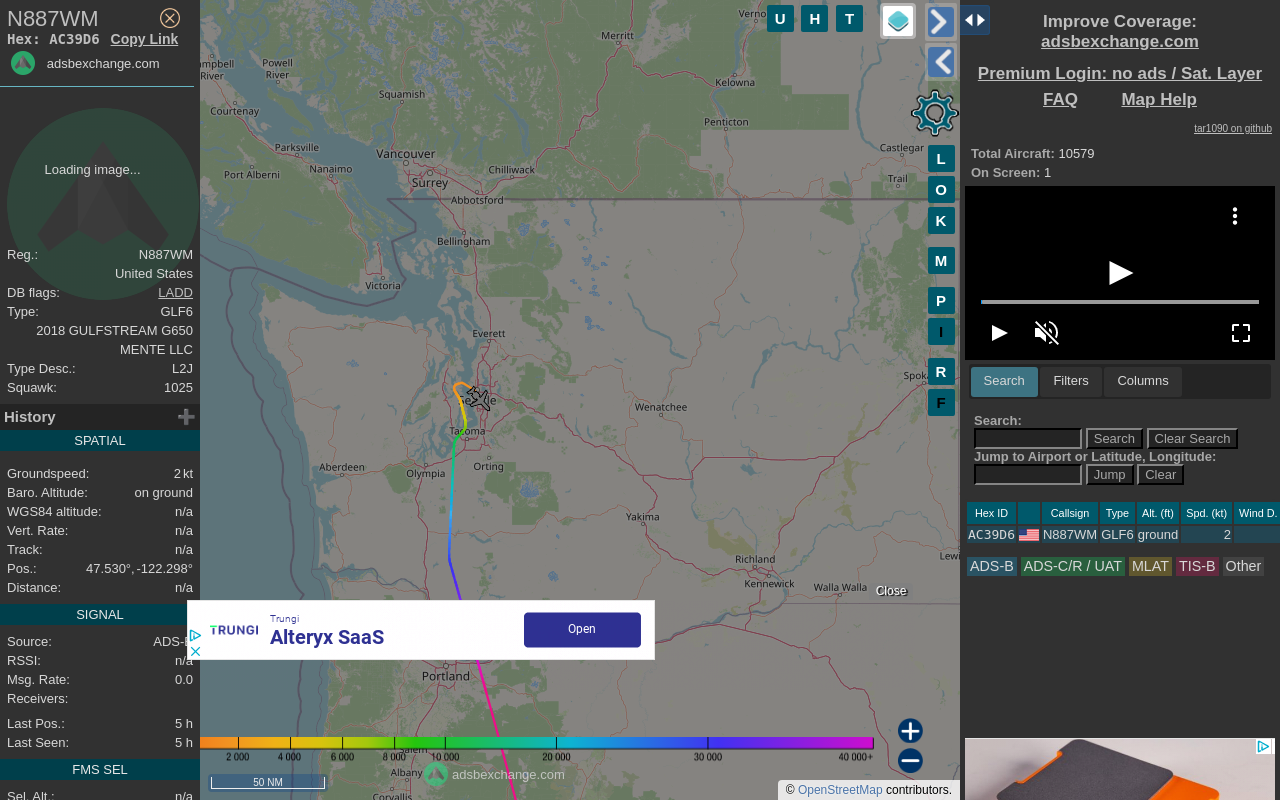 N887WM
Hex: AC39D6 Copy Link
adsbexchange.com
Loading image...
Reg.: N887WM
United States
DB flags: LADD
Type: GLF6
2018 GULFSTREAM G650
MENTE LLC
Type Desc.: L2J
Squawk: 1025
History
SPATIAL
Groundspeed: 2 kt
Baro. Altitude: on ground
WGS84 altitude: n/a
Vert. Rate: n/a
Track: n/a
Pos.: 47.530°, -122.298°
Distance: n/a
SIGNAL
Source: ADS-
RSSI: n/a
Msg. Rate: 0.0
Receivers:
Last Pos.: 5 h
Last Seen: 5 h
FMS SEL
Sel. Alt.: n/a
U H T
Verno
Merritt
mpbell
River
Powell
River
Kelowna
Squamish
Courtenay
Penticton
Parksville
Vancouver
Castlegar
Nanaimo
Port Alberni
Surrey
Chilliwack
Trail
Abbotsford
Bellingham
Victoria
Everett
Spok
Seattle
Wenatchee
Tacoma
Aberdeen
Olympia
Orting
Yakima
Richland
Lewi
Kennewick
Walla Walla
Portland
Salem
Albany
Corvallis
L
O
K
M
P
I
R
F
Close
Trungi
TRUNGI
Alteryx SaaS
Open
2 000 4 000 6 000 8 000 10 000 20 000 30 000 40 000+
adsbexchange.com
50 NM
© OpenStreetMap contributors.
Improve Coverage:
adsbexchange.com
Premium Login: no ads / Sat. Layer
FAQ Map Help
tar1090 on github
Total Aircraft: 10579
On Screen: 1
Search Filters Columns
Search:
Search Clear Search
Jump to Airport or Latitude, Longitude:
Jump Clear
Hex ID Callsign Type Alt. (ft) Spd. (kt) Wind D.
AC39D6 N887WM GLF6 ground 2
ADS-B ADS-C/R / UAT MLAT TIS-B Other